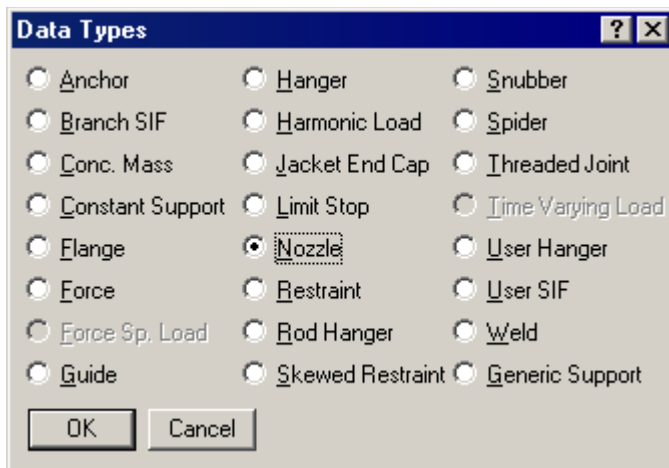 Data Types
Anchor Hanger Snubber
Branch SIF Harmonic Load Spider
Conc. Mass Jacket End Cap Threaded Joint
Constant Support Limit Stop Time Varying Load
Flange Nozzle User Hanger
Force Restraint User SIF
Force Sp. Load Rod Hanger Weld
Guide Skewed Restraint Generic Support
OK Cancel